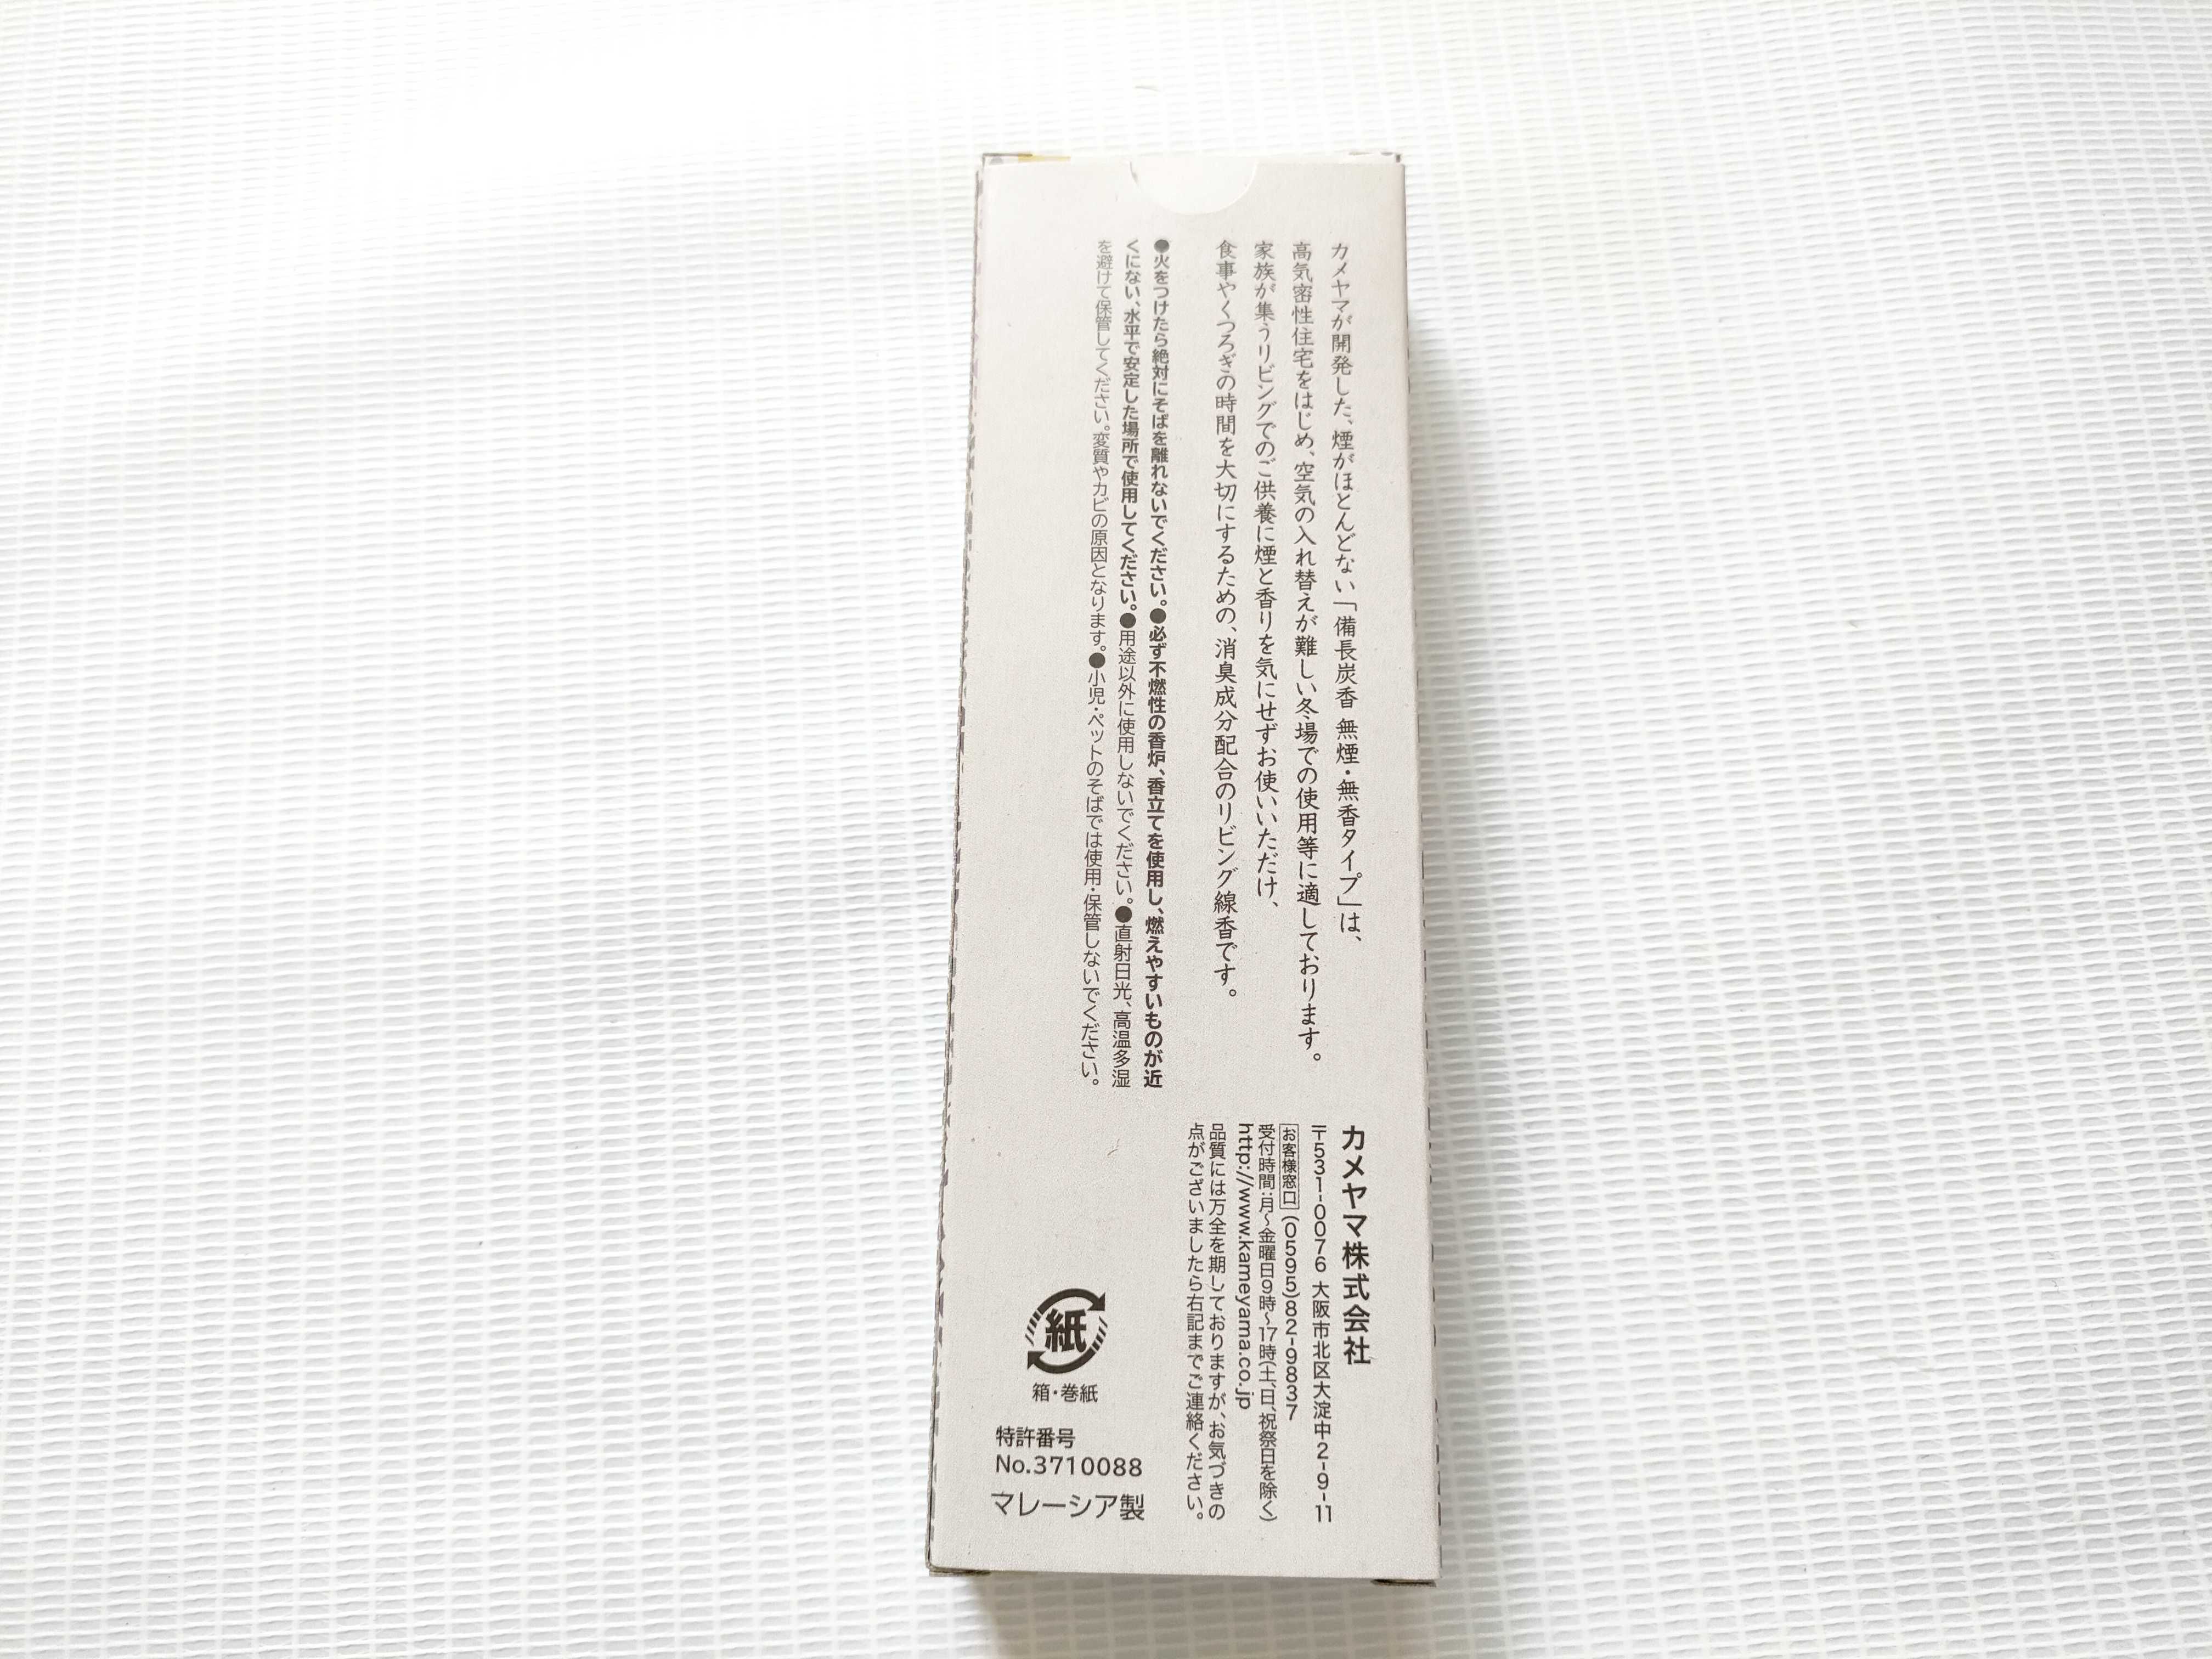 カメヤマが開発した、煙がほとんどない「備長炭香 無煙・無香タイプ」は、
高気密性住宅をはじめ、空気の入れ替えが難しい冬場での使用等に適しております。
家族が集うリビングでのご供養に煙と香りを気にせずお使いいただけ、
食事やくつろぎの時間を大切にするための、消臭成分配合のリビング線香です。
●火をつけたら絶対にそばを離れないでください。●必ず不燃性の香炉、香立てを使用し、燃えやすいものが近
くにない、水平で安定した場所で使用してください。●用途以外に使用しないでください。●直射日光、高温多湿
を避けて保管してください。変質やカビの原因となります。●小児・ペットのそばでは使用・保管しないでください。
カメヤマ株式会社
〒531-0076 大阪市北区大淀中2-9-11
お客様窓口 (0595)82-9837
受付時間:月〜金曜日9時〜17時(土、日、祝祭日を除く)
http://www.kameyama.co.jp
品質には万全を期しておりますが、お気づきの
点がございましたら右記までご連絡ください。
紙
箱・巻紙
特許番号
No.3710088
マレーシア製